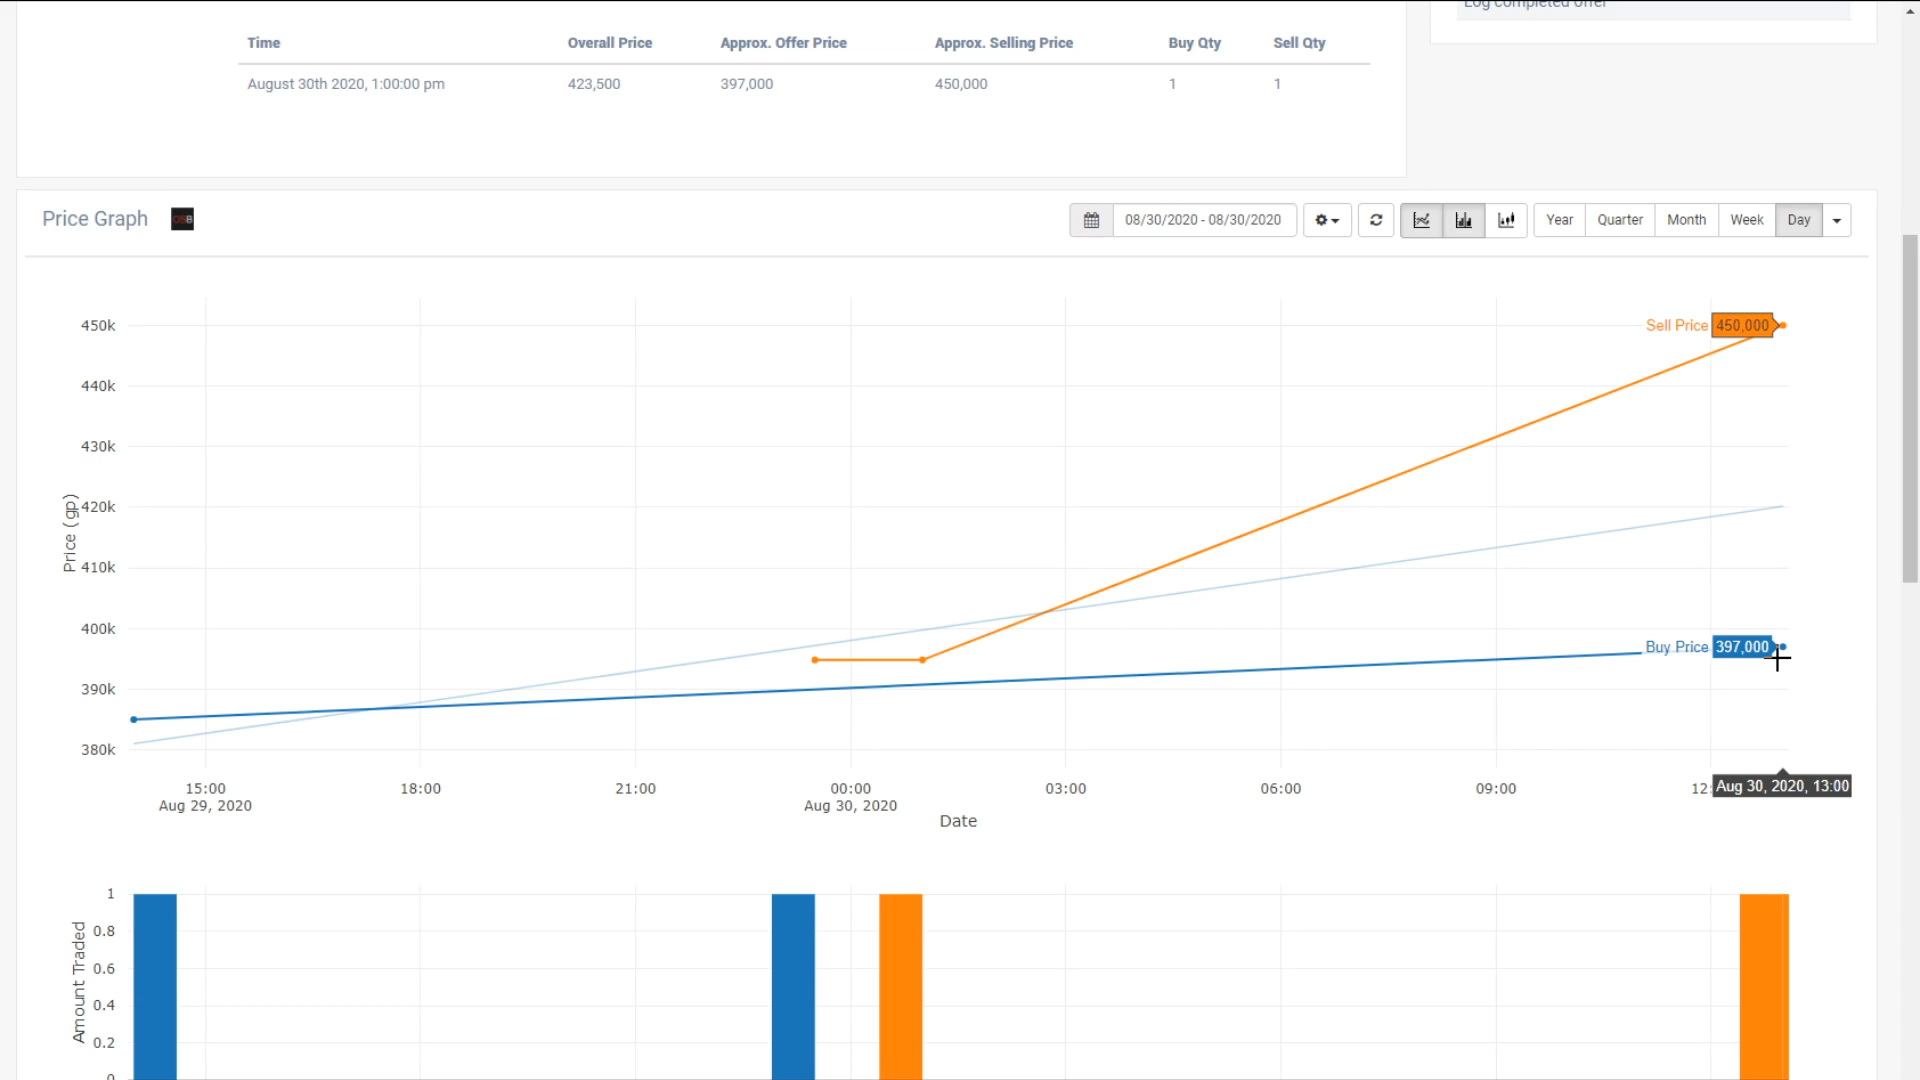 Log completed offer
Time Overall Price Approx. Offer Price Approx. Selling Price Buy Qty Sell Qty
August 30th 2020, 1:00:00 pm 423,500 397,000 450,000 1 1
Price Graph OSB 08/30/2020 - 08/30/2020 Year Quarter Month Week Day
450k
440k
430k
420k
410k
400k
390k
380k
Price (gp)
Sell Price 450,000
Buy Price 397,000
15:00 18:00 21:00 00:00 03:00 06:00 09:00 12: Aug 30, 2020, 13:00
Aug 29, 2020 Aug 30, 2020
Date
1
0.8
0.6
0.4
0.2
0
Amount Traded